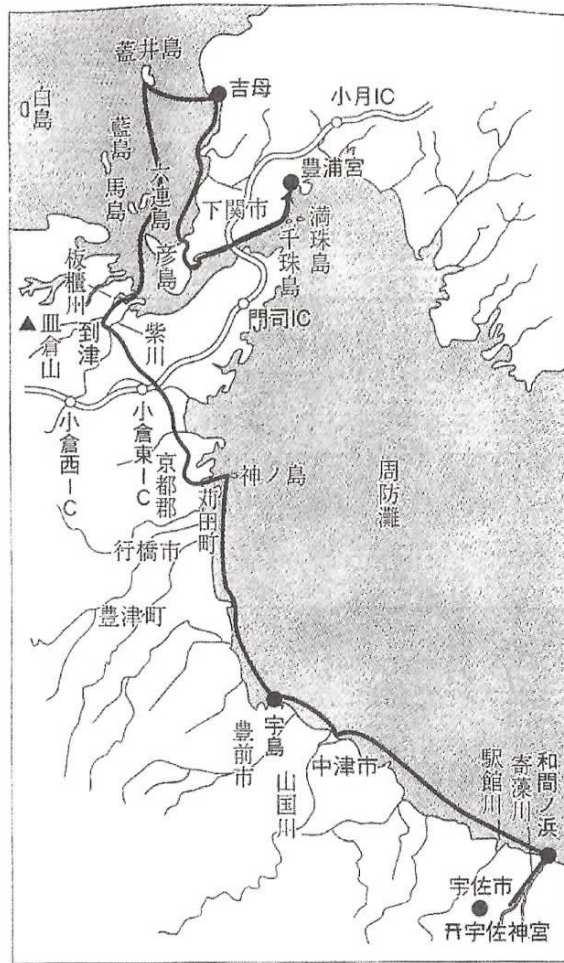 蓋井島
吉母
小月IC
白島
藍島
馬島
六連島
豊浦宮
下関市
満珠島
千珠島
彦島
板櫃州
皿倉山
到津
紫川
門司IC
小倉西IC
小倉東IC
京都郡
苅田町
神ノ島
周防灘
行橋市
豊津町
宇島
豊前市
山国川
中津市
和間ノ浜
寄藻川
駅館川
宇佐市
宇佐神宮